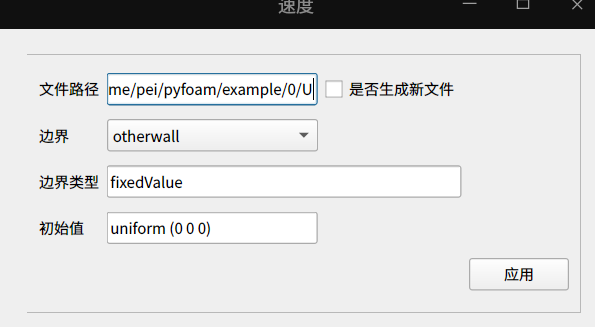 速度
文件路径 me/pei/pyfoam/example/0/U 是否生成新文件
边界 otherwall
边界类型 fixedValue
初始值 uniform (0 0 0)
应用